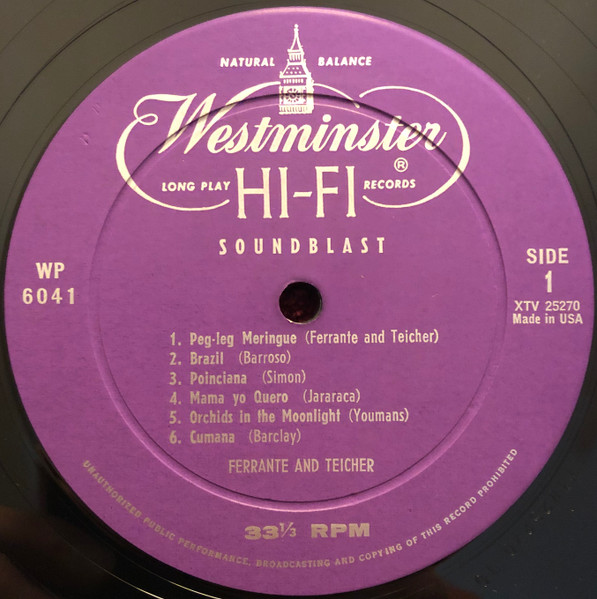 NATURAL BALANCE
Westminster
®
LONG PLAY HI-FI RECORDS
SOUNDBLAST
WP
6041
SIDE
1
XTV 25270
Made in USA
1. Peg-leg Meringue (Ferrante and Teicher)
2. Brazil (Barroso)
3. Poinciana (Simon)
4. Mama yo Quero (Jararaca)
5. Orchids in the Moonlight (Youmans)
6. Cumana (Barclay)
FERRANTE AND TEICHER
33⅓ RPM
UNAUTHORIZED PUBLIC PERFORMANCE, BROADCASTING AND COPYING OF THIS RECORD PROHIBITED